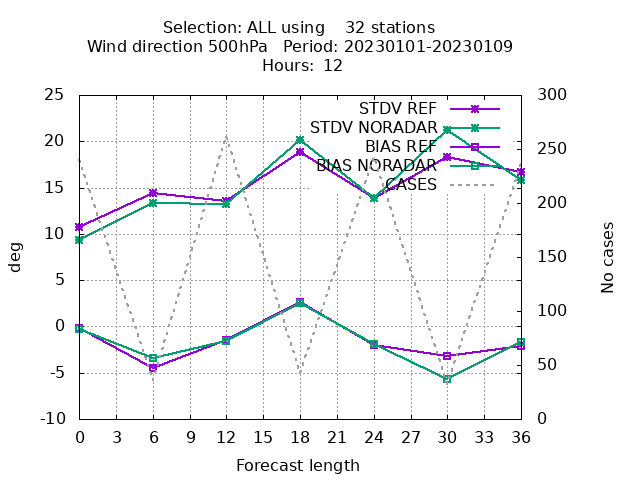 Selection: ALL using    32 stations
Wind direction 500hPa   Period: 20230101-20230109
Hours:  12
25
20
15
10
5
0
-5
-10
deg
300
250
200
150
100
50
0
No cases
STDV REF
STDV NORADAR
BIAS REF
BIAS NORADAR
CASES
0 3 6 9 12 15 18 21 24 27 30 33 36
Forecast length